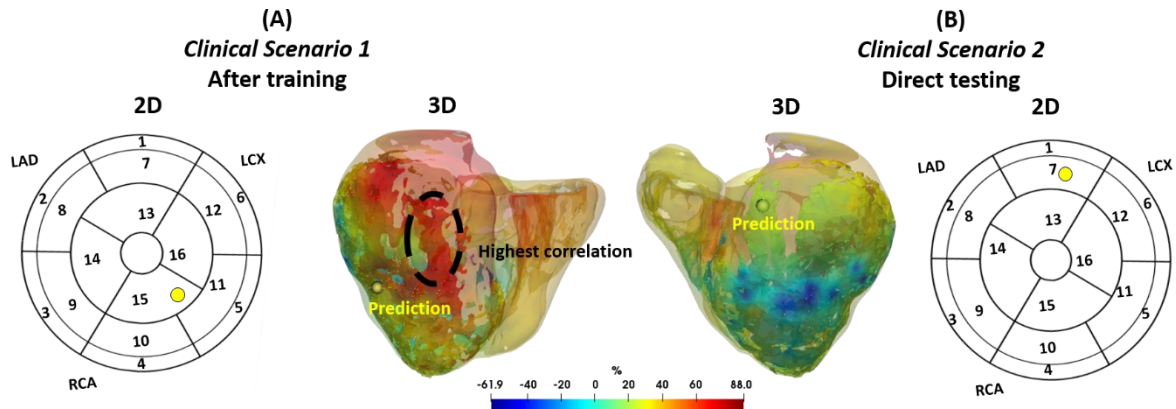 (A)
Clinical Scenario 1
After training
2D
3D
LAD
LCX
RCA
1
7
2
8
13
12
6
14
16
11
5
3
9
15
10
4
Highest correlation
Prediction
(B)
Clinical Scenario 2
Direct testing
3D
2D
Prediction
LAD
LCX
RCA
1
7
2
8
13
12
6
14
16
11
5
3
9
15
10
4
%
-61.9 -40 -20 0 20 40 60 88.0